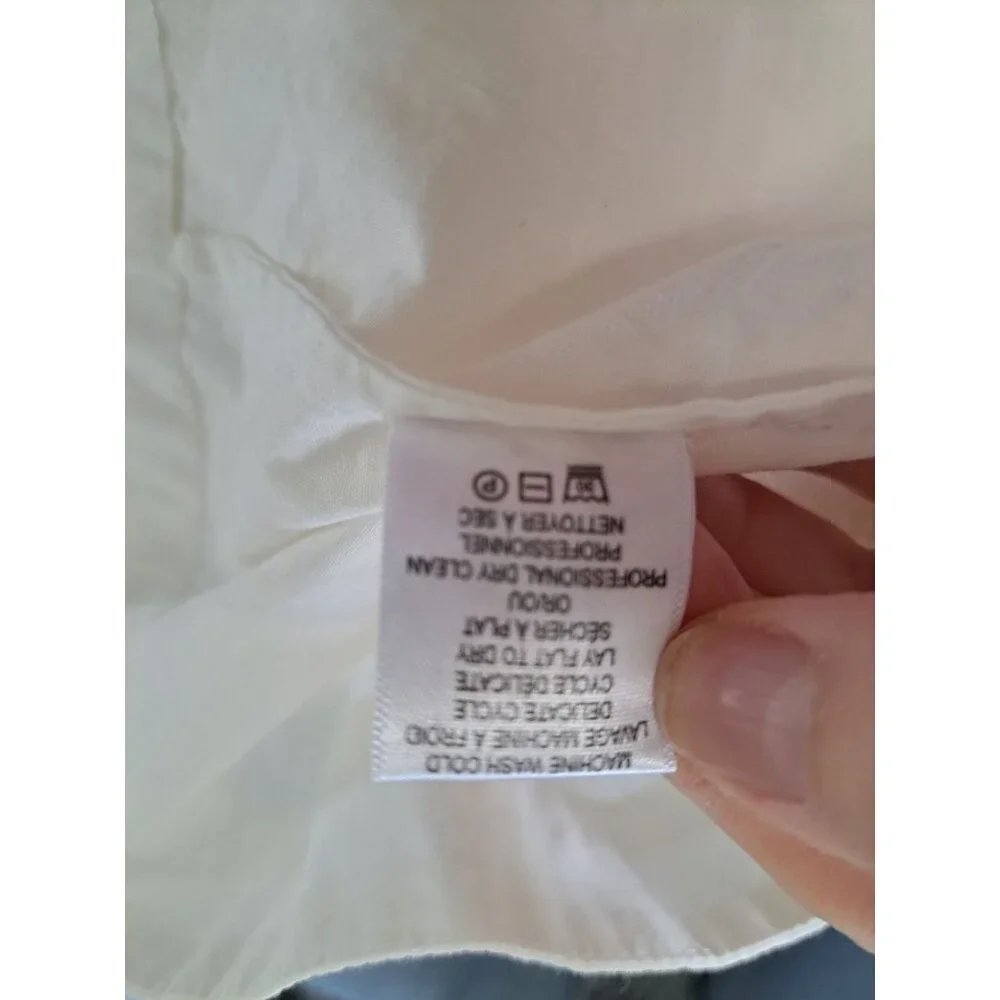 MACHINE WASH COLD
LAVAGE MACHINE À FROID
DELICATE CYCLE
CYCLE DÉLICATE
LAY FLAT TO DRY
SÉCHER À PLAT
OR/OU
PROFESSIONAL DRY CLEAN
PROFESSIONNEL
NETTOYER À SEC
30 P